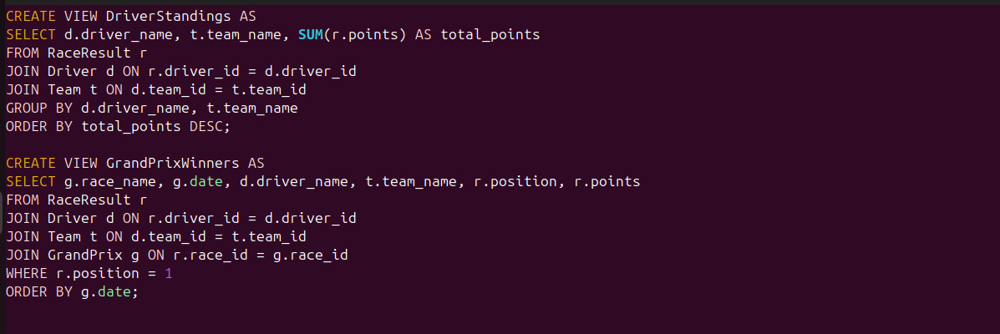 CREATE VIEW DriverStandings AS
SELECT d.driver_name, t.team_name, SUM(r.points) AS total_points
FROM RaceResult r
JOIN Driver d ON r.driver_id = d.driver_id
JOIN Team t ON d.team_id = t.team_id
GROUP BY d.driver_name, t.team_name
ORDER BY total_points DESC;

CREATE VIEW GrandPrixWinners AS
SELECT g.race_name, g.date, d.driver_name, t.team_name, r.position, r.points
FROM RaceResult r
JOIN Driver d ON r.driver_id = d.driver_id
JOIN Team t ON d.team_id = t.team_id
JOIN GrandPrix g ON r.race_id = g.race_id
WHERE r.position = 1
ORDER BY g.date;